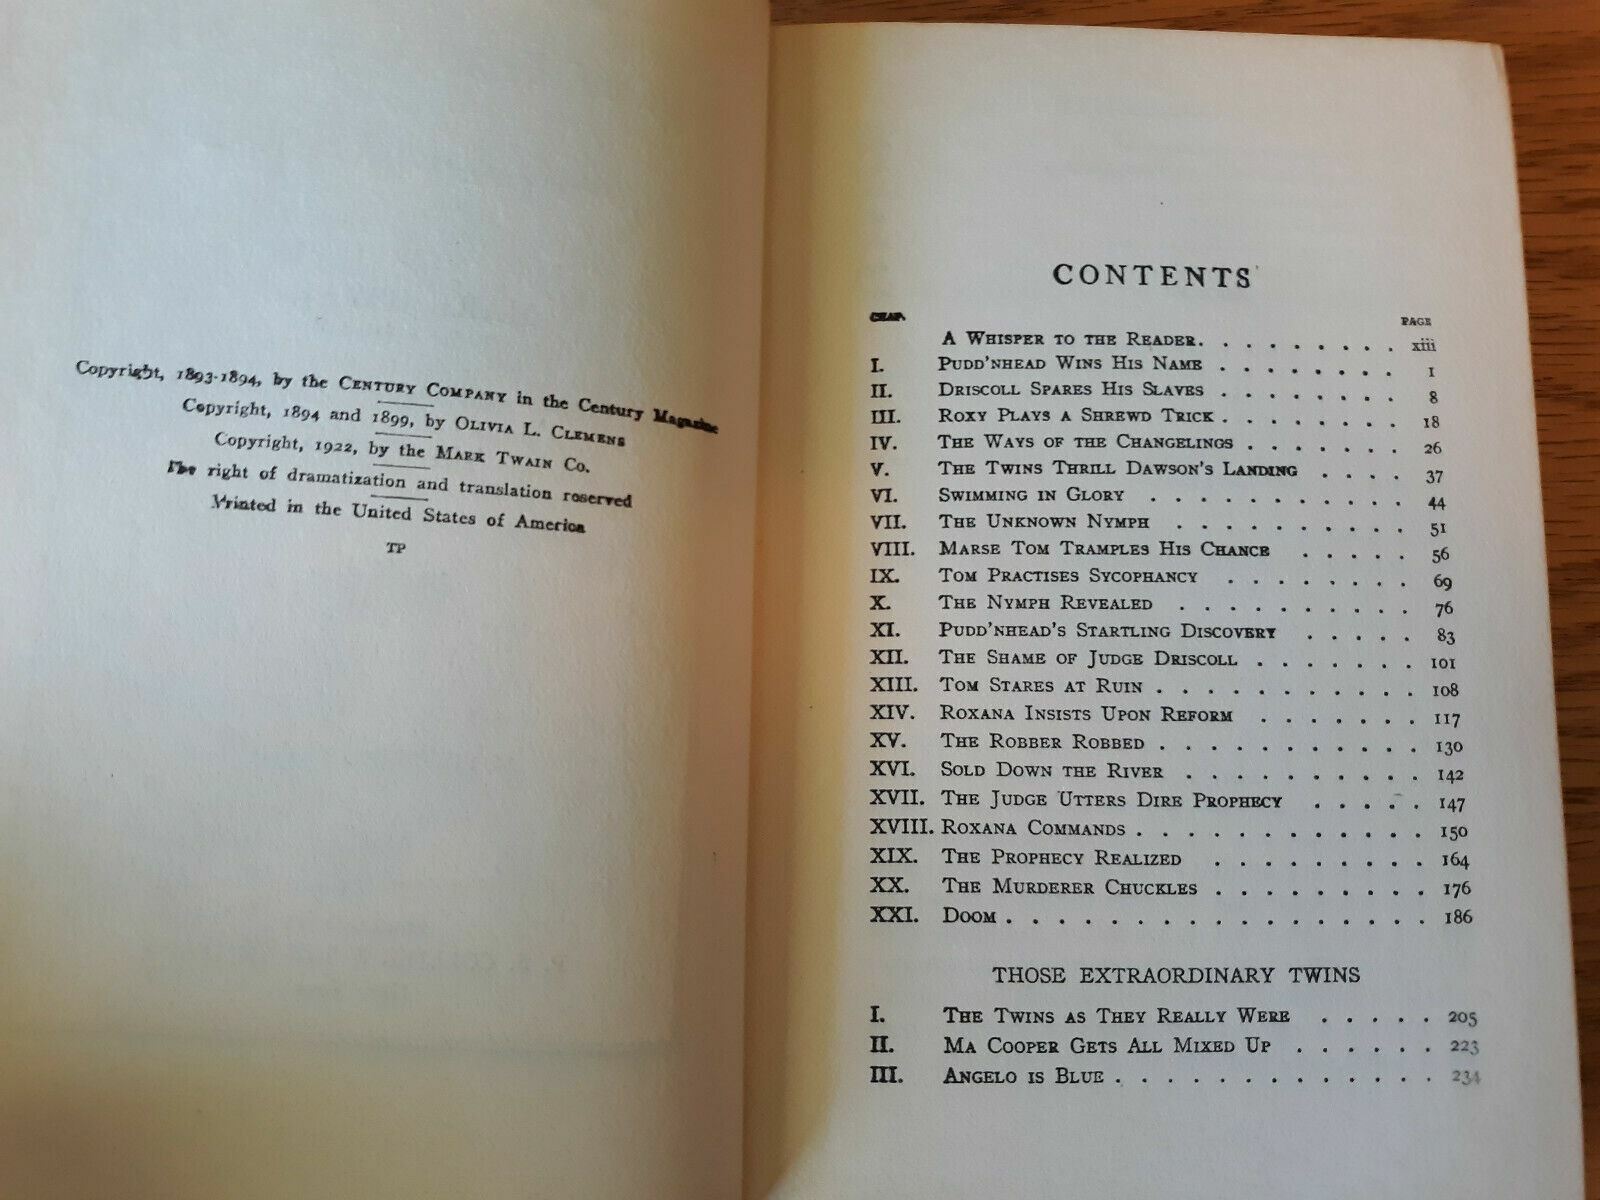 Copyright, 1893-1894, by the Century Company in the Century Magazine
Copyright, 1894 and 1899, by Olivia L. Clemens
Copyright, 1922, by the Mark Twain Co.
The right of dramatization and translation reserved
Printed in the United States of America
TP
CONTENTS
CHAP. PAGE
A Whisper to the Reader. . . . . . . . . xiii
I. Pudd'nhead Wins His Name . . . . . . . . 1
II. Driscoll Spares His Slaves . . . . . . . . 8
III. Roxy Plays a Shrewd Trick . . . . . . . . 18
IV. The Ways of the Changelings . . . . . . . 26
V. The Twins Thrill Dawson's Landing . . . . 37
VI. Swimming in Glory . . . . . . . . . . . 44
VII. The Unknown Nymph . . . . . . . . . . 51
VIII. Marse Tom Tramples His Chance . . . . . 56
IX. Tom Practises Sycophancy . . . . . . . . 69
X. The Nymph Revealed . . . . . . . . . . 76
XI. Pudd'nhead's Startling Discovery . . . . . 83
XII. The Shame of Judge Driscoll . . . . . . . 101
XIII. Tom Stares at Ruin . . . . . . . . . . . 108
XIV. Roxana Insists Upon Reform . . . . . . . 117
XV. The Robber Robbed . . . . . . . . . . . 130
XVI. Sold Down the River . . . . . . . . . . 142
XVII. The Judge Utters Dire Prophecy . . . . . 147
XVIII. Roxana Commands . . . . . . . . . . . . 150
XIX. The Prophecy Realized . . . . . . . . . 164
XX. The Murderer Chuckles . . . . . . . . . 176
XXI. Doom . . . . . . . . . . . . . . . . . 186
THOSE EXTRAORDINARY TWINS
I. The Twins as They Really Were . . . . . 205
II. Ma Cooper Gets All Mixed Up . . . . . . 223
III. Angelo is Blue . . . . . . . . . . . . . 234